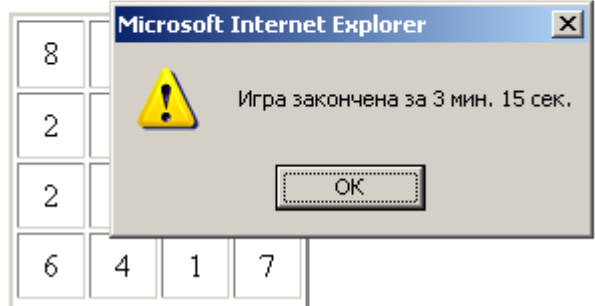 Microsoft Internet Explorer
8
Игра закончена за 3 мин. 15 сек.
2
OK
2
6 4 1 7